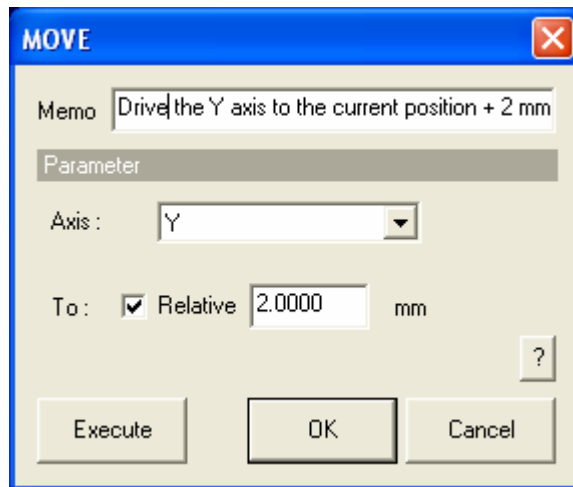 MOVE
Memo Drive the Y axis to the current position + 2 mm
Parameter
Axis : Y
To : Relative 2.0000 mm
?
Execute OK Cancel